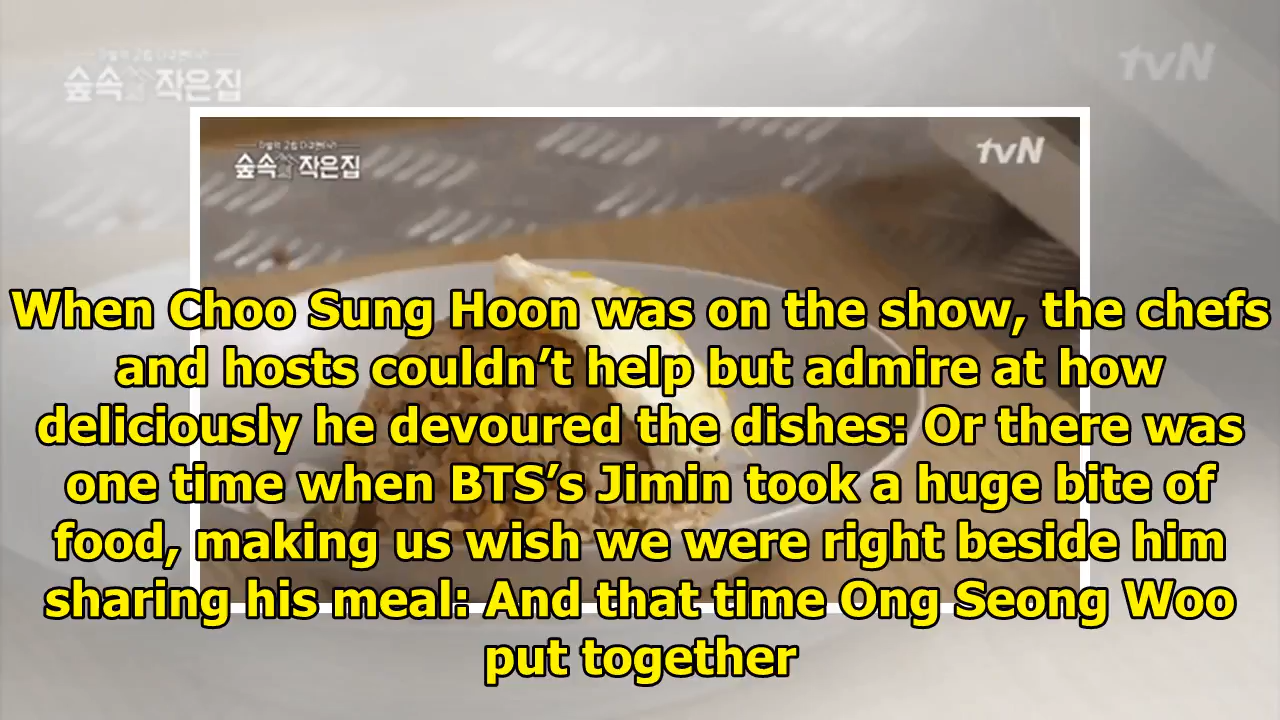 숲속 작은집
tvN
숲속 작은집
tvN
When Choo Sung Hoon was on the show, the chefs
and hosts couldn’t help but admire at how
deliciously he devoured the dishes: Or there was
one time when BTS’s Jimin took a huge bite of
food, making us wish we were right beside him
sharing his meal: And that time Ong Seong Woo
put together